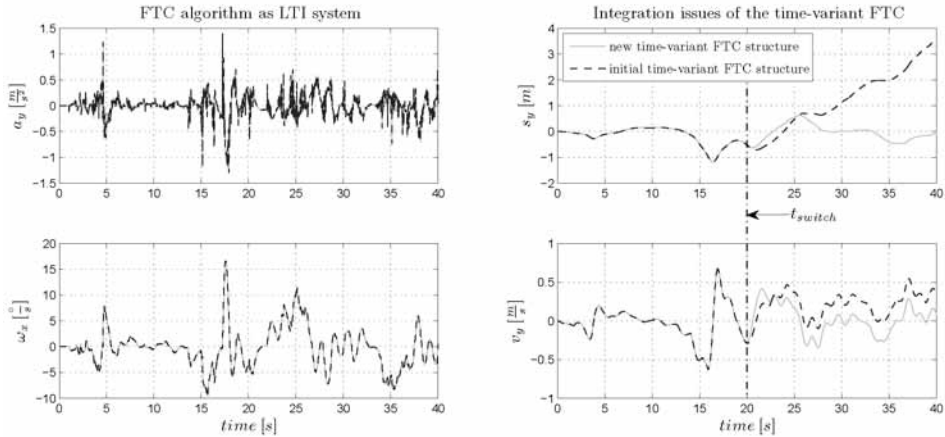 FTC algorithm as LTI system
1.5
1
0.5
0
-0.5
-1
-1.5
a_y [m/s²]
0 5 10 15 20 25 30 35 40
20
15
10
5
0
-5
-10
ω_x [°/s]
0 5 10 15 20 25 30 35 40
time [s]
Integration issues of the time-variant FTC
4
3
2
1
0
-1
-2
s_y [m]
new time-variant FTC structure
initial time-variant FTC structure
0 5 10 15 20 25 30 35 40
t_switch
1
0.5
0
-0.5
-1
v_y [m/s]
0 5 10 15 20 25 30 35 40
time [s]